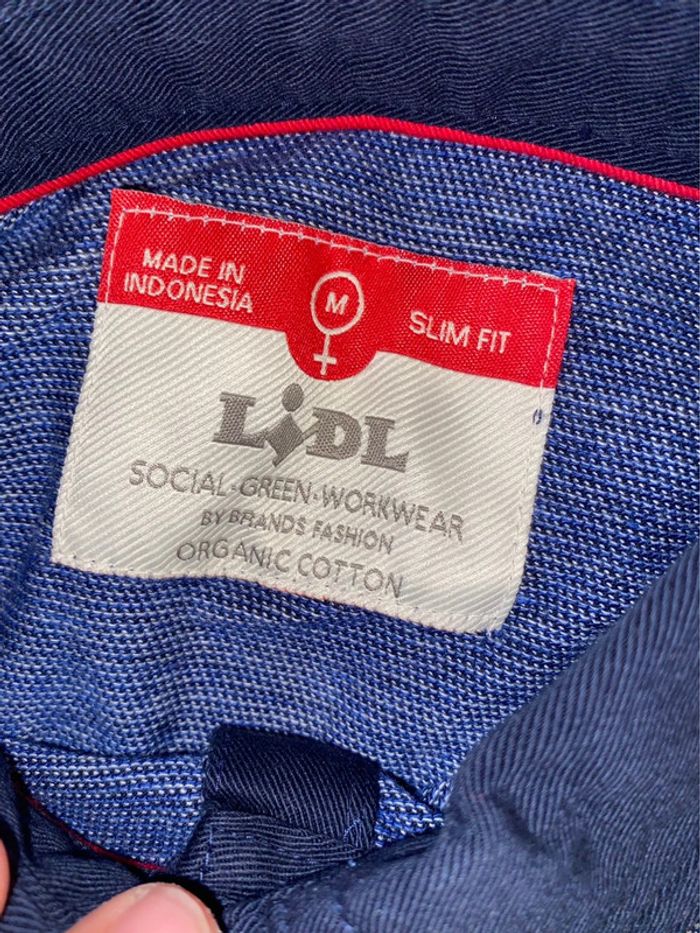 MADE IN
INDONESIA
M
SLIM FIT
LIDL
SOCIAL-GREEN-WORKWEAR
BY BRANDS FASHION
ORGANIC COTTON